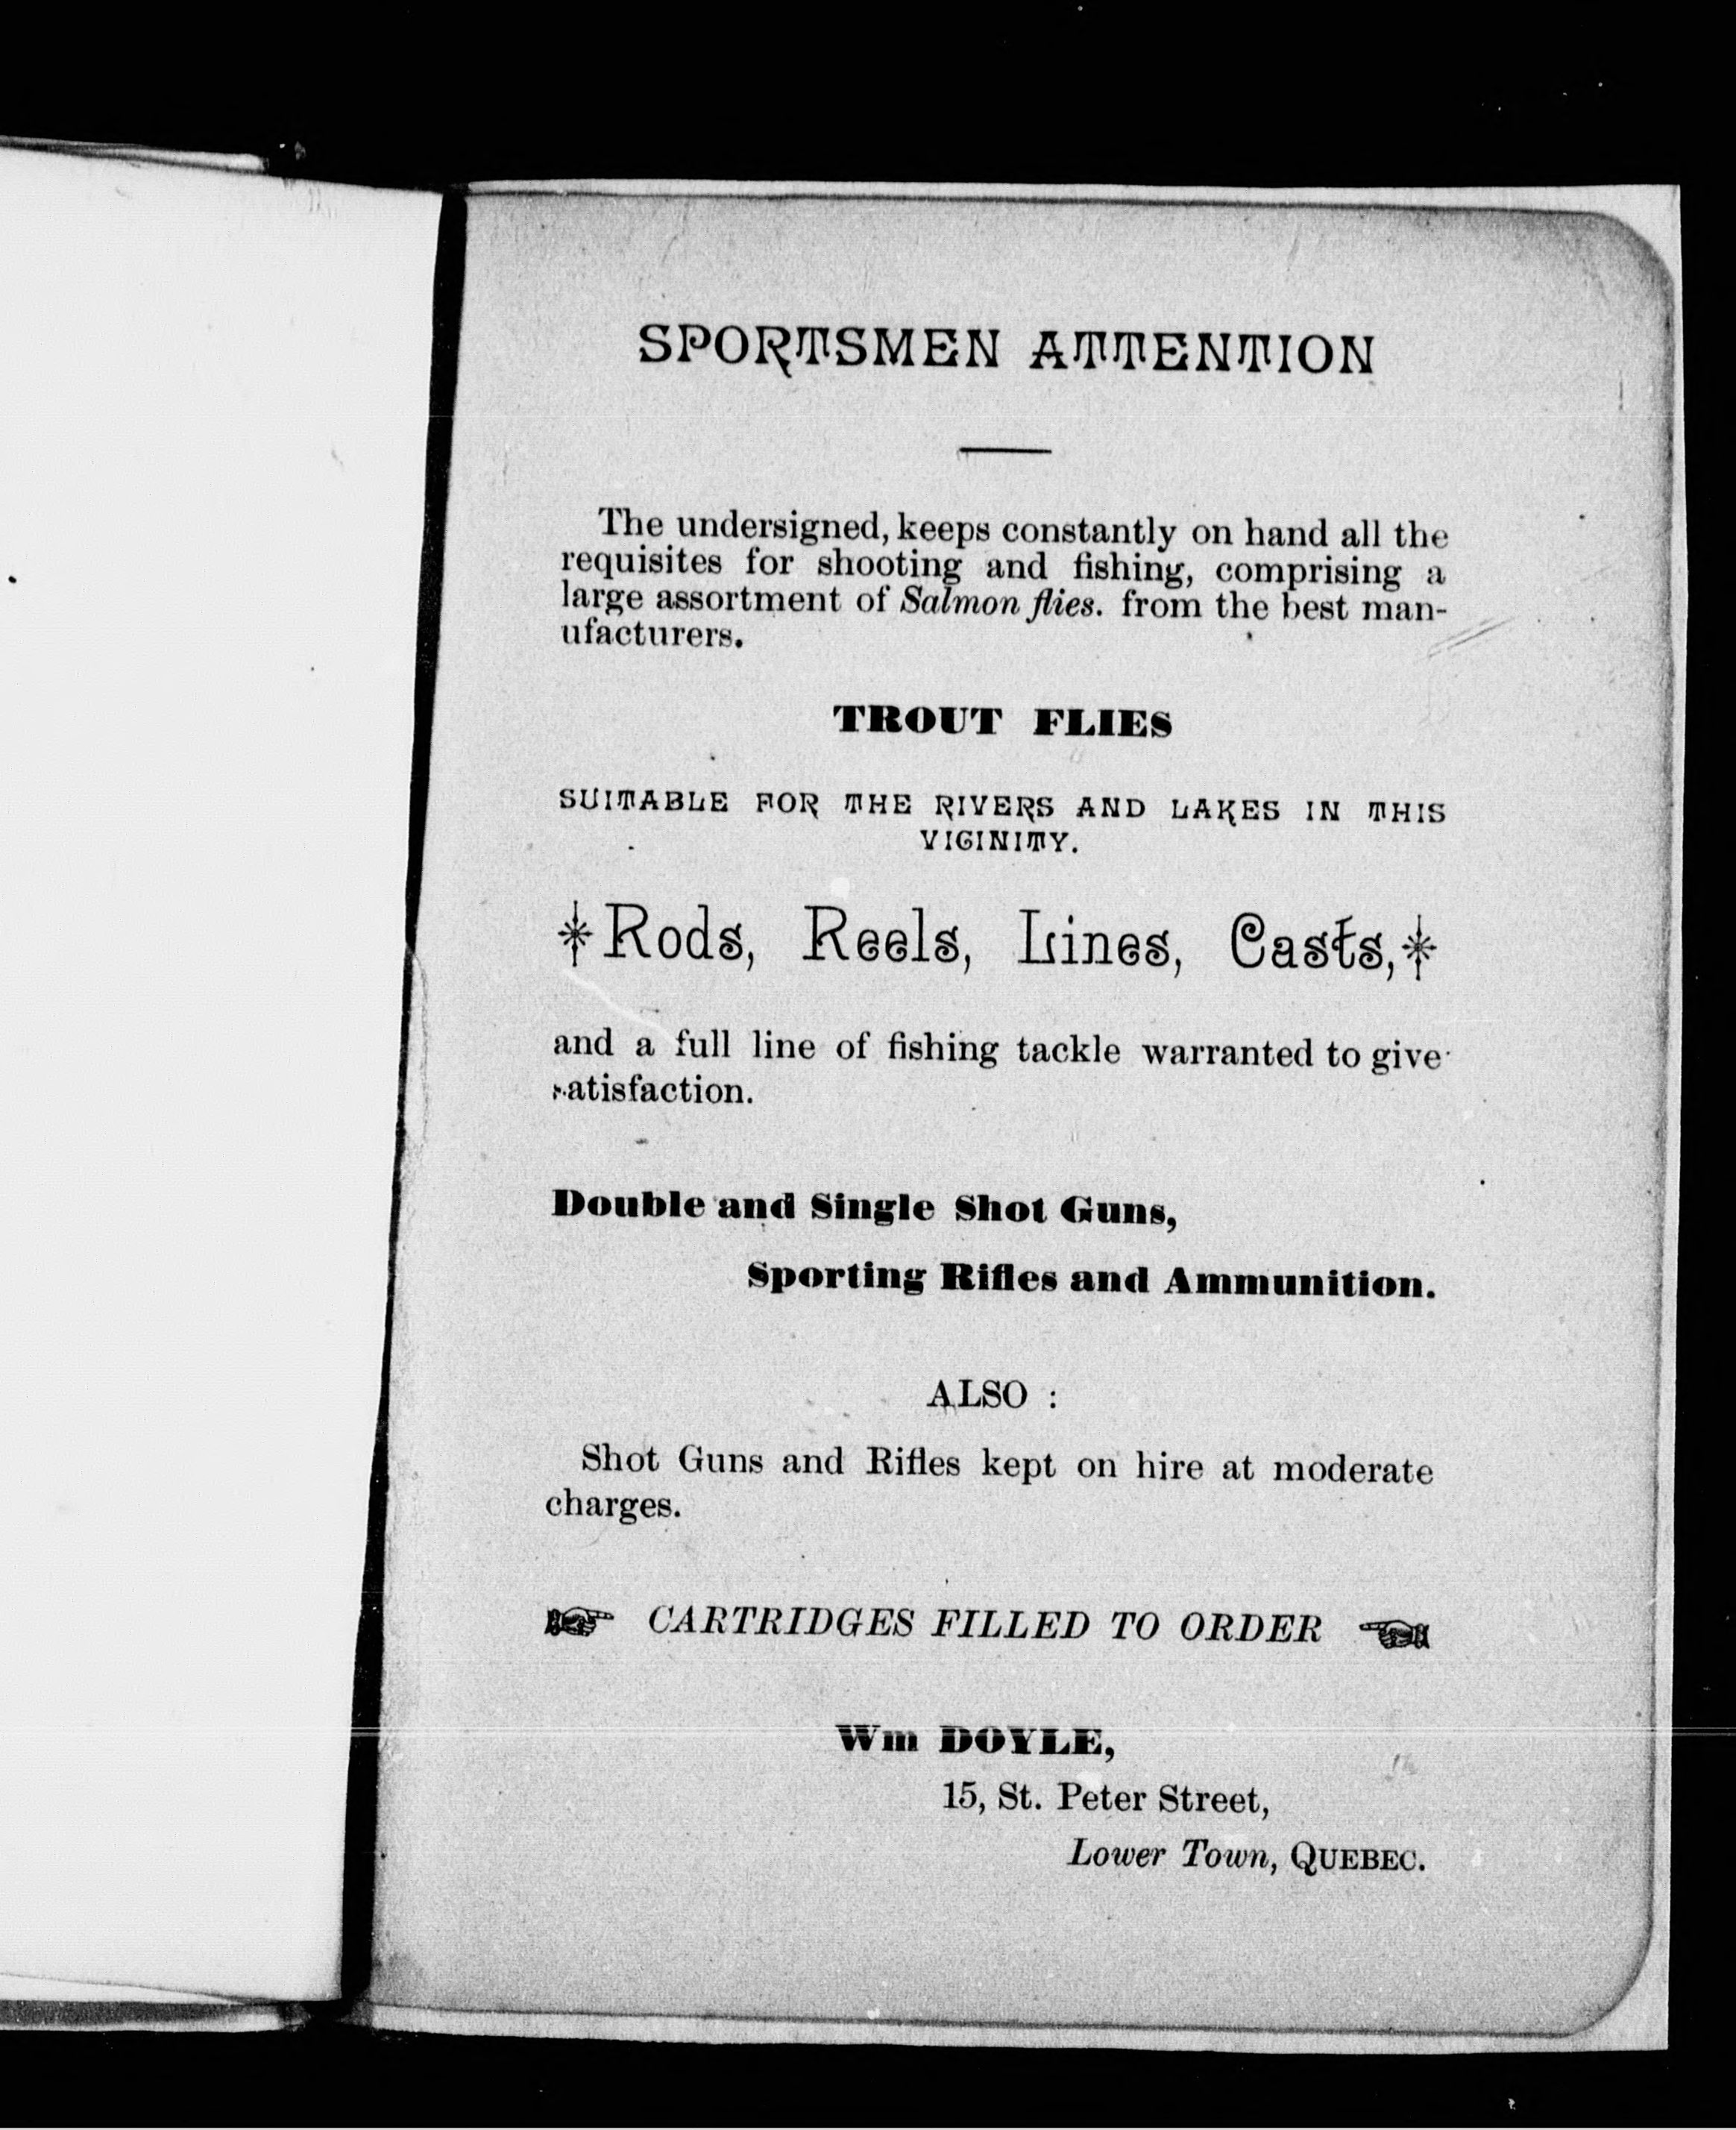 SPORTSMEN ATTENTION
The undersigned, keeps constantly on hand all the
requisites for shooting and fishing, comprising a
large assortment of Salmon flies. from the best man-
ufacturers.
TROUT FLIES
SUITABLE FOR THE RIVERS AND LAKES IN THIS
VICINITY.
Rods, Reels, Lines, Casts,
and a full line of fishing tackle warranted to give
satisfaction.
Double and Single Shot Guns,
Sporting Rifles and Ammunition.
ALSO :
Shot Guns and Rifles kept on hire at moderate
charges.
☞ CARTRIDGES FILLED TO ORDER ☜
Wm DOYLE,
15, St. Peter Street,
Lower Town, QUEBEC.